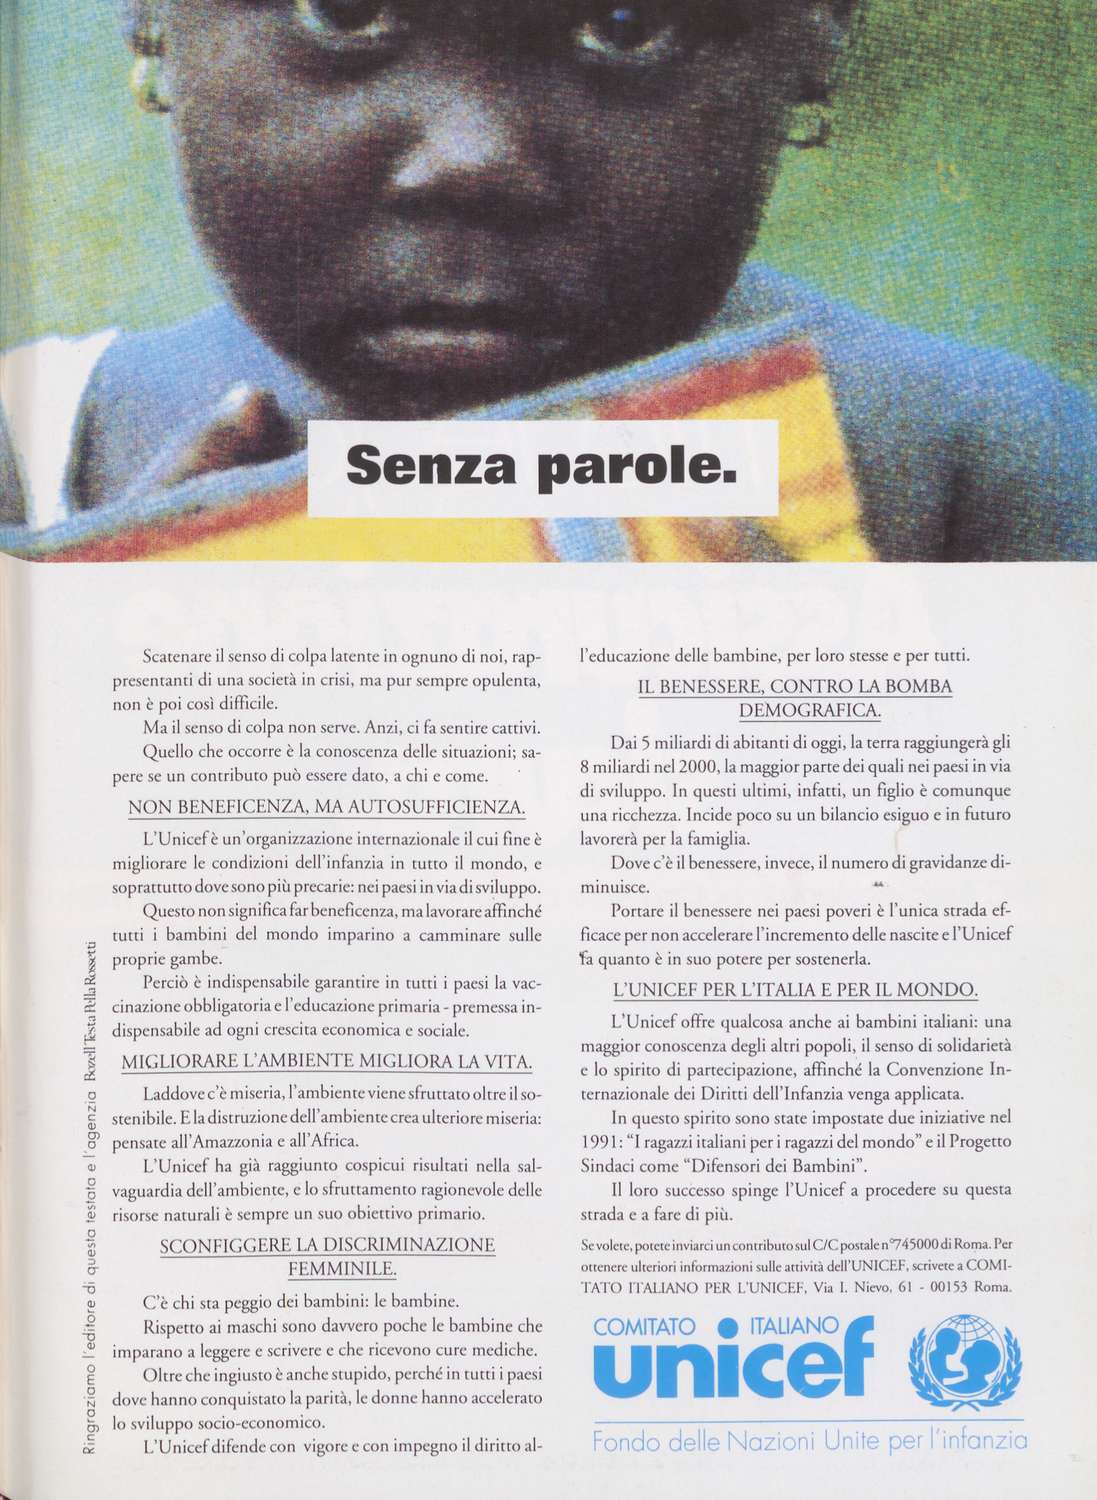 Senza parole.
Scatenare il senso di colpa latente in ognuno di noi, rap-
presentanti di una società in crisi, ma pur sempre opulenta,
non è poi così difficile.
Ma il senso di colpa non serve. Anzi, ci fa sentire cattivi.
Quello che occorre è la conoscenza delle situazioni; sa-
pere se un contributo può essere dato, a chi e come.
NON BENEFICENZA, MA AUTOSUFFICIENZA.
L'Unicef è un'organizzazione internazionale il cui fine è
migliorare le condizioni dell'infanzia in tutto il mondo, e
soprattutto dove sono più precarie: nei paesi in via di sviluppo.
Questo non significa far beneficenza, ma lavorare affinché
tutti i bambini del mondo imparino a camminare sulle
proprie gambe.
Perciò è indispensabile garantire in tutti i paesi la vac-
cinazione obbligatoria e l'educazione primaria - premessa in-
dispensabile ad ogni crescita economica e sociale.
MIGLIORARE L'AMBIENTE MIGLIORA LA VITA.
Laddove c'è miseria, l'ambiente viene sfruttato oltre il so-
stenibile. E la distruzione dell'ambiente crea ulteriore miseria:
pensate all'Amazzonia e all'Africa.
L'Unicef ha già raggiunto cospicui risultati nella sal-
vaguardia dell'ambiente, e lo sfruttamento ragionevole delle
risorse naturali è sempre un suo obiettivo primario.
SCONFIGGERE LA DISCRIMINAZIONE
FEMMINILE.
C'è chi sta peggio dei bambini: le bambine.
Rispetto ai maschi sono davvero poche le bambine che
imparano a leggere e scrivere e che ricevono cure mediche.
Oltre che ingiusto è anche stupido, perché in tutti i paesi
dove hanno conquistato la parità, le donne hanno accelerato
lo sviluppo socio-economico.
L'Unicef difende con vigore e con impegno il diritto al-
l'educazione delle bambine, per loro stesse e per tutti.
IL BENESSERE, CONTRO LA BOMBA
DEMOGRAFICA.
Dai 5 miliardi di abitanti di oggi, la terra raggiungerà gli
8 miliardi nel 2000, la maggior parte dei quali nei paesi in via
di sviluppo. In questi ultimi, infatti, un figlio è comunque
una ricchezza. Incide poco su un bilancio esiguo e in futuro
lavorerà per la famiglia.
Dove c'è il benessere, invece, il numero di gravidanze di-
minuisce.
Portare il benessere nei paesi poveri è l'unica strada ef-
ficace per non accelerare l'incremento delle nascite e l'Unicef
fa quanto è in suo potere per sostenerla.
L'UNICEF PER L'ITALIA E PER IL MONDO.
L'Unicef offre qualcosa anche ai bambini italiani: una
maggior conoscenza degli altri popoli, il senso di solidarietà
e lo spirito di partecipazione, affinché la Convenzione In-
ternazionale dei Diritti dell'Infanzia venga applicata.
In questo spirito sono state impostate due iniziative nel
1991: "I ragazzi italiani per i ragazzi del mondo" e il Progetto
Sindaci come "Difensori dei Bambini".
Il loro successo spinge l'Unicef a procedere su questa
strada e a fare di più.
Se volete, potete inviarci un contributo sul C/C postale n°745000 di Roma. Per
ottenere ulteriori informazioni sulle attività dell'UNICEF, scrivete a COMI-
TATO ITALIANO PER L'UNICEF, Via I. Nievo, 61 - 00153 Roma.
COMITATO ITALIANO
unicef
Fondo delle Nazioni Unite per l'infanzia
Ringraziamo l'editore di questa testata e l'agenzia Bozell Testa Pella Rossetti